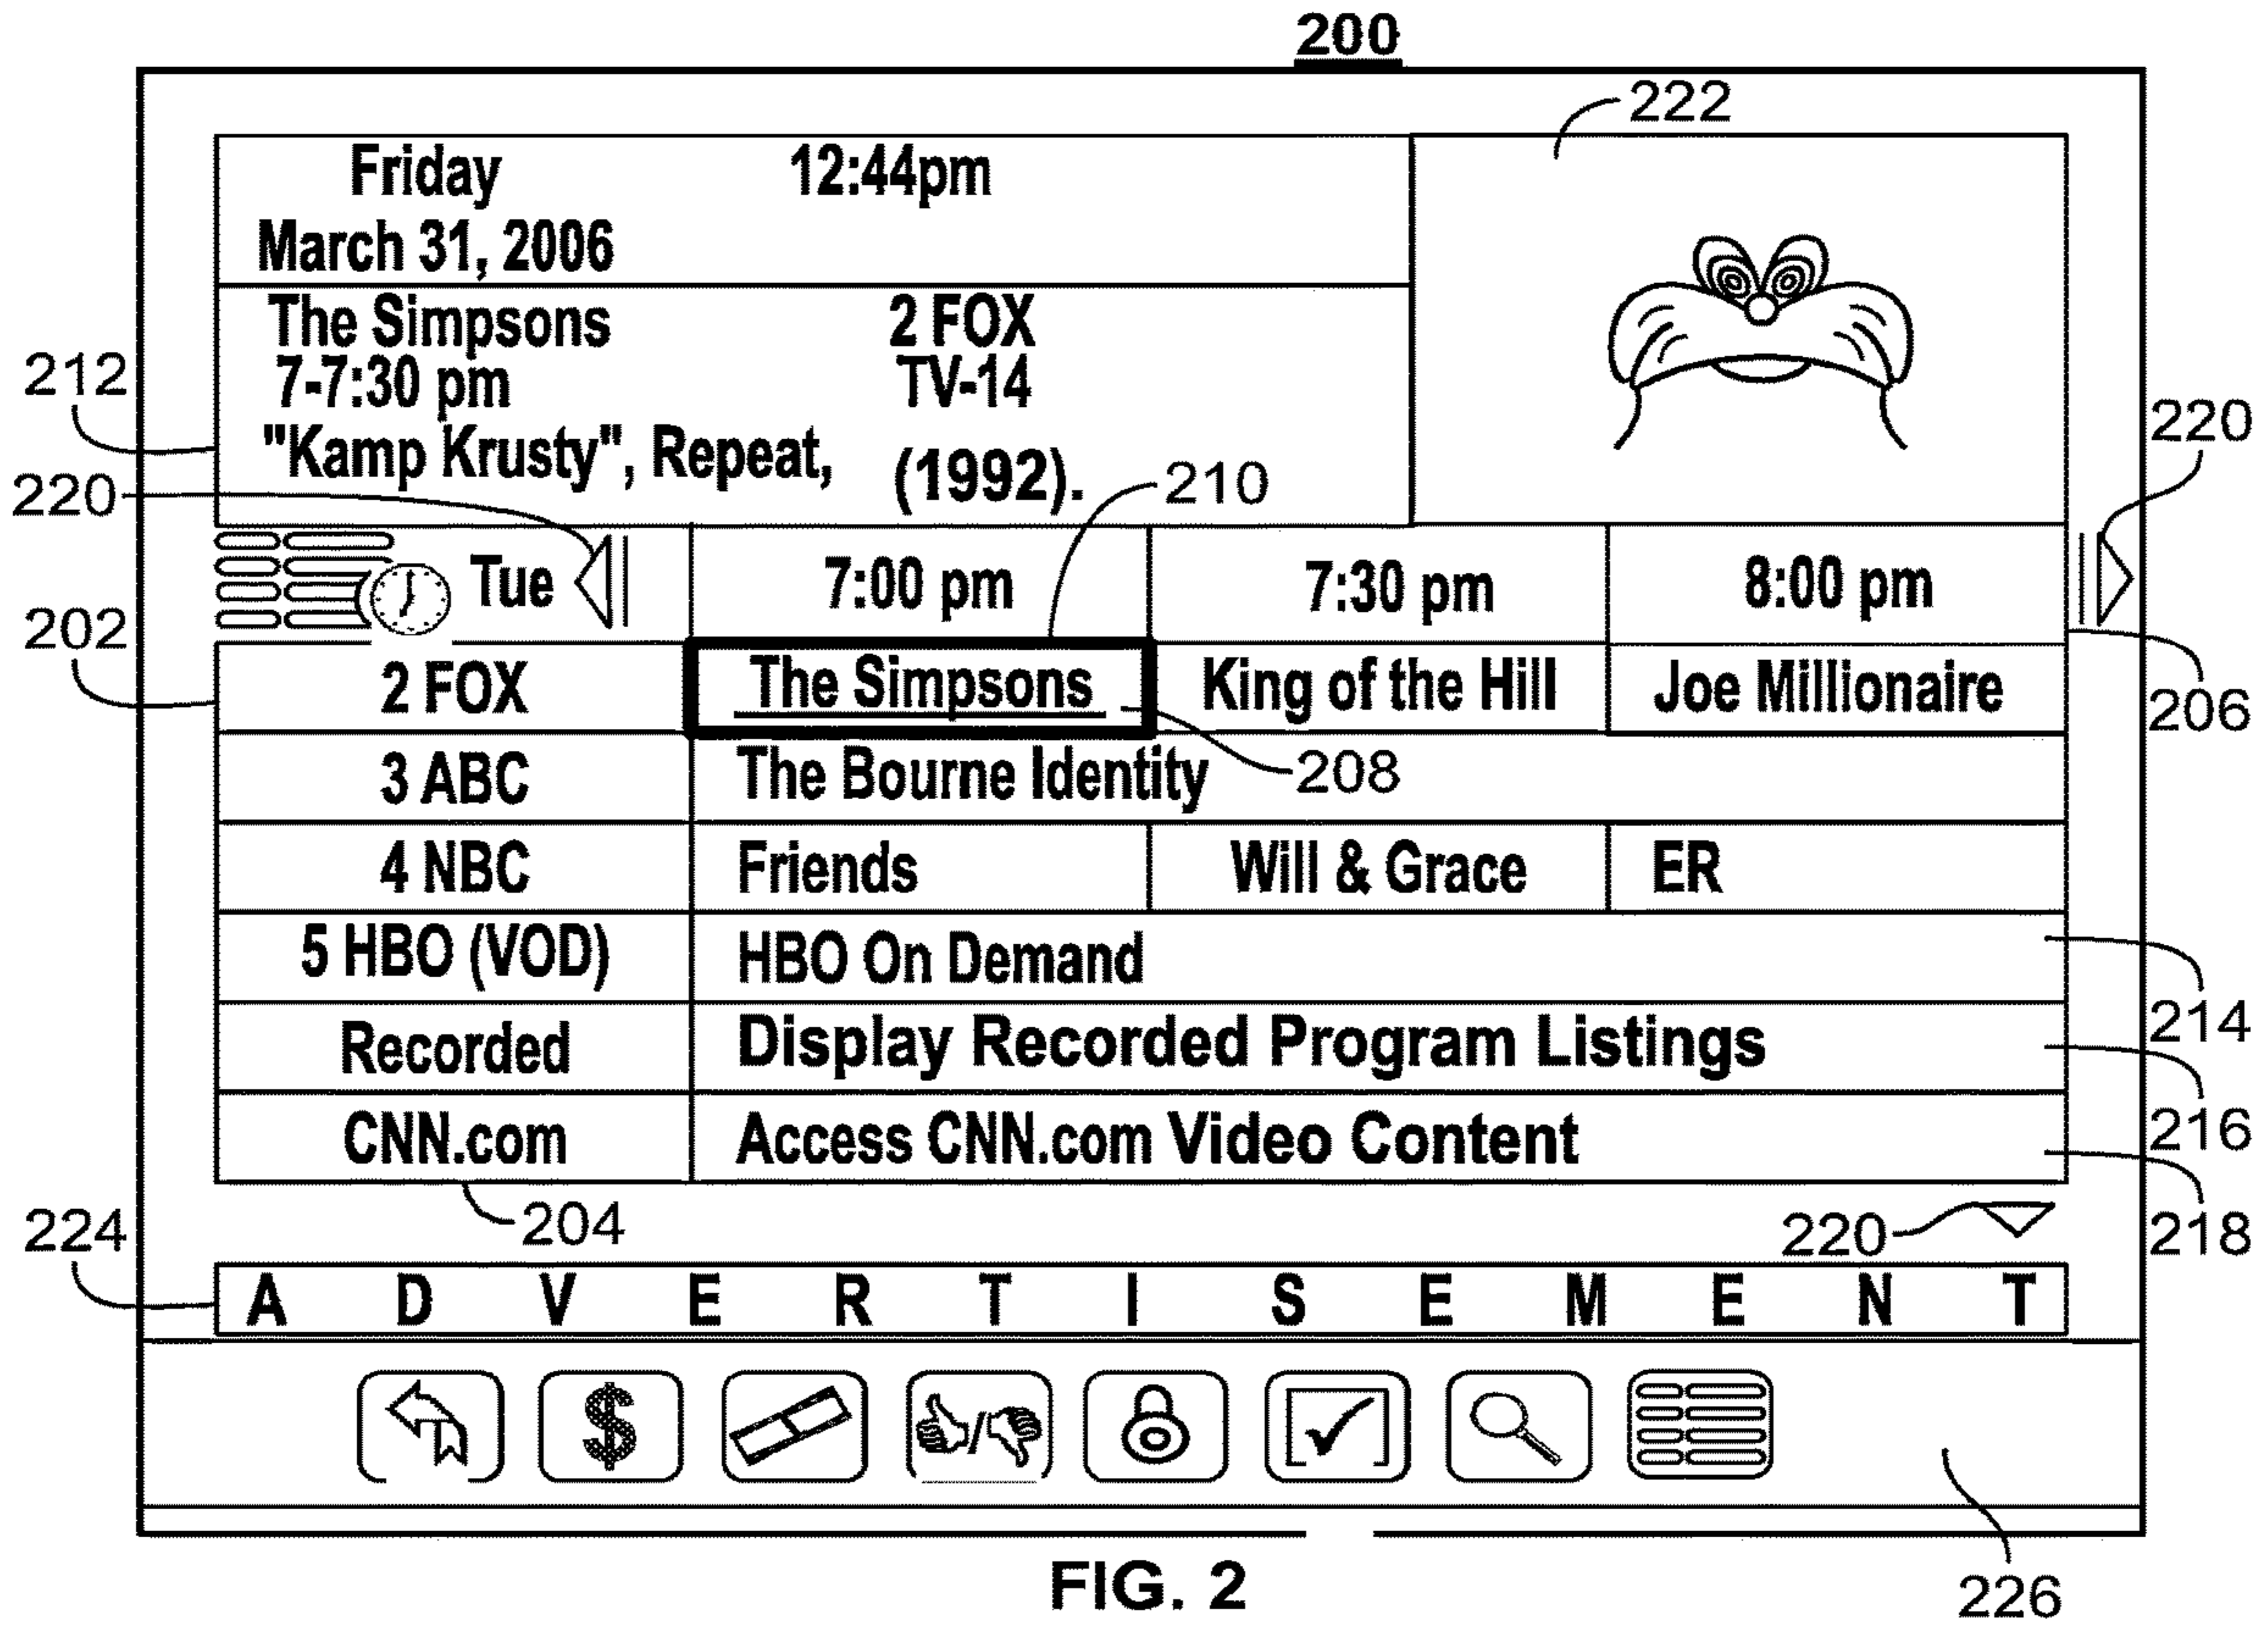 200
222
Friday 12:44pm
March 31, 2006
The Simpsons 2 FOX
212
7-7:30 pm TV-14
220
"Kamp Krusty", Repeat, (1992).
220
210
Tue 7:00 pm 7:30 pm 8:00 pm
202
2 FOX The Simpsons King of the Hill Joe Millionaire
206
3 ABC The Bourne Identity
208
4 NBC Friends Will & Grace ER
5 HBO (VOD) HBO On Demand
214
Recorded Display Recorded Program Listings
216
CNN.com Access CNN.com Video Content
204
220
218
224
A D V E R T I S E M E N T
$
/
226
FIG. 2